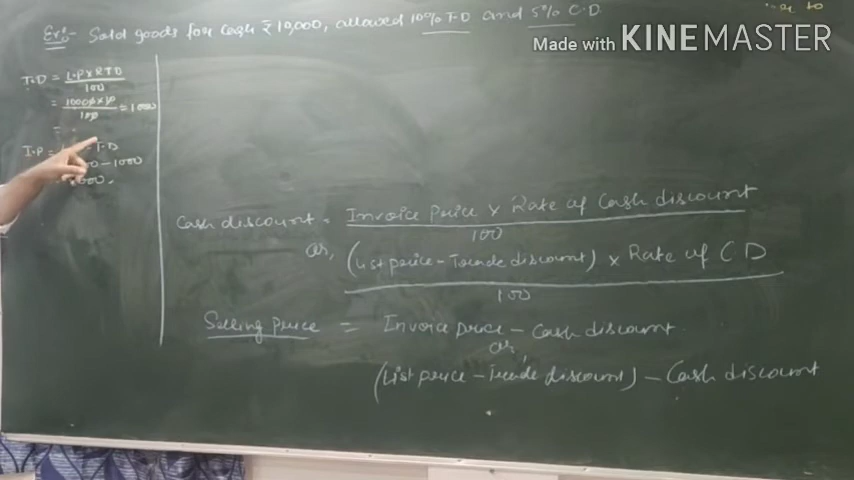 Ex:- Sold goods for cash ₹ 10,000, allowed 10% T.D and 5% C.D
Made with KINEMASTER
T.D = L.P x R T D
100
= 10000 x 10 = 1000
100
=
I.P = T.D
- 1000
Cash discount = Invoice price x Rate of Cash discount
100
or, (List price - Trade discount) x Rate of C D
100
Selling price = Invoice price - Cash discount
or,
(List price - Trade discount) - Cash discount